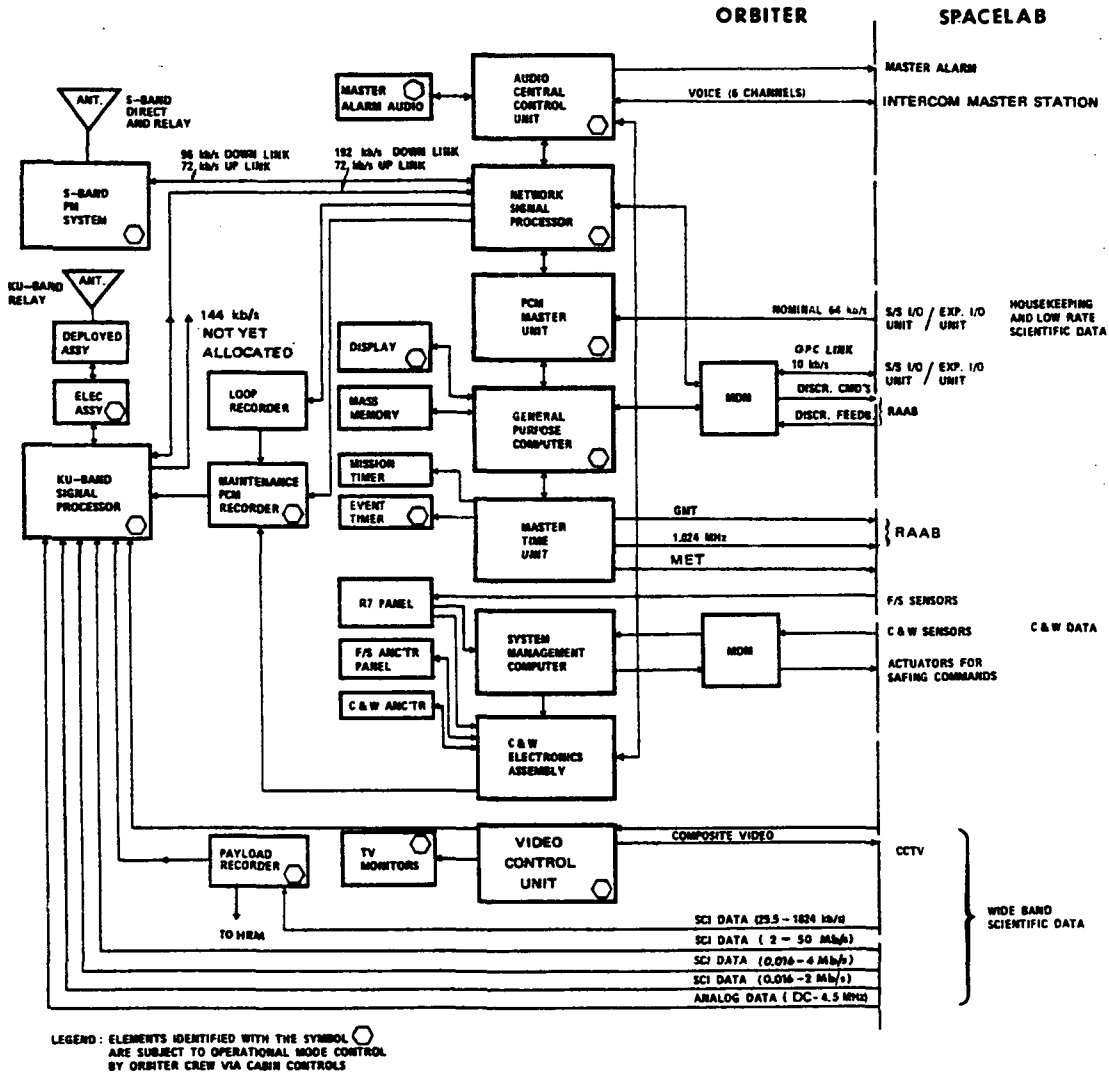 ORBITER
SPACELAB
ANT.
S-BAND
DIRECT
AND RELAY
MASTER
ALARM AUDIO
AUDIO
CENTRAL
CONTROL
UNIT
MASTER ALARM
VOICE (6 CHANNELS)
INTERCOM MASTER STATION
96 kb/s DOWN LINK
72 kb/s UP LINK
192 kb/s DOWN LINK
72 kb/s UP LINK
S-BAND
PM
SYSTEM
NETWORK
SIGNAL
PROCESSOR
KU-BAND
RELAY
ANT.
DEPLOYED
ASSY
ELEC
ASSY
144 kb/s
NOT YET
ALLOCATED
PCM
MASTER
UNIT
NOMINAL 64 kb/s
S/S I/O / EXP. I/O
UNIT / UNIT
HOUSEKEEPING
AND LOW RATE
SCIENTIFIC DATA
DISPLAY
LOOP
RECORDER
MASS
MEMORY
GENERAL
PURPOSE
COMPUTER
MDM
GPC LINK
10 kb/s
S/S I/O / EXP. I/O
UNIT / UNIT
DISCR. CMD'S
DISCR. FEEDB
RAAB
KU-BAND
SIGNAL
PROCESSOR
MAINTENANCE
PCM
RECORDER
MISSION
TIMER
EVENT
TIMER
MASTER
TIME
UNIT
GMT
1.024 MHz
MET
RAAB
R7 PANEL
F/S ANC'TR
PANEL
C & W ANC'TR
SYSTEM
MANAGEMENT
COMPUTER
MDM
F/S SENSORS
C & W SENSORS
C & W DATA
ACTUATORS FOR
SAFING COMMANDS
C & W
ELECTRONICS
ASSEMBLY
PAYLOAD
RECORDER
TV
MONITORS
VIDEO
CONTROL
UNIT
COMPOSITE VIDEO
CCTV
TO HRM
SCI DATA (25.5 - 1024 kb/s)
SCI DATA ( 2 - 50 Mb/s)
SCI DATA (0,016 - 4 Mb/s)
SCI DATA (0.016 - 2 Mb/s)
ANALOG DATA ( DC - 4.5 MHz)
WIDE BAND
SCIENTIFIC DATA
LEGEND : ELEMENTS IDENTIFIED WITH THE SYMBOL
ARE SUBJECT TO OPERATIONAL MODE CONTROL
BY ORBITER CREW VIA CABIN CONTROLS